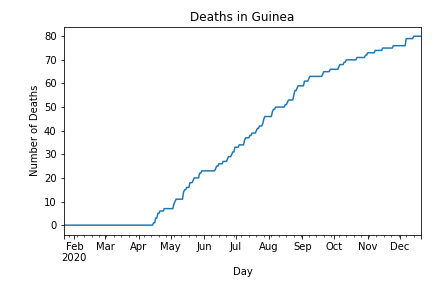 Deaths in Guinea
80
70
60
50
40
30
20
10
0
Number of Deaths
Feb Mar Apr May Jun Jul Aug Sep Oct Nov Dec
2020
Day